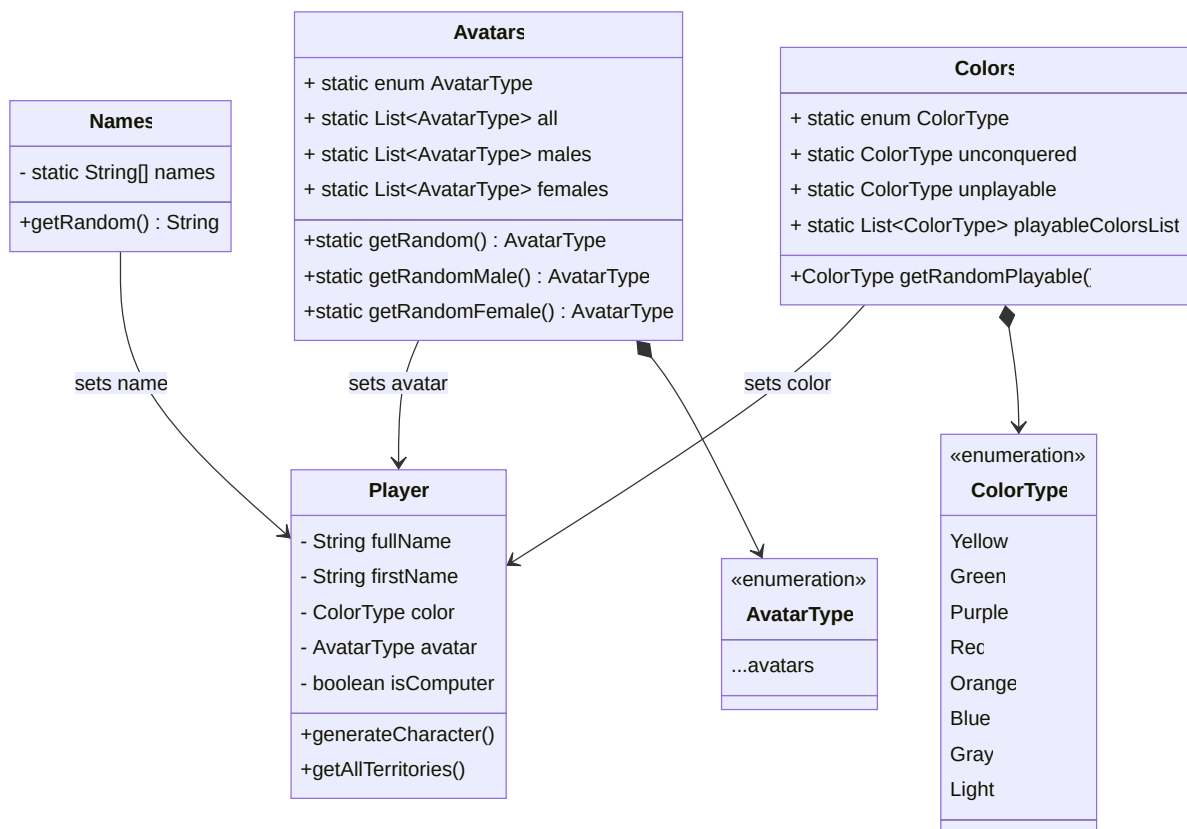 Names
- static String[] names
+getRandom() : String
Avatars
+ static enum AvatarType
+ static List<AvatarType> all
+ static List<AvatarType> males
+ static List<AvatarType> females
+static getRandom() : AvatarType
+static getRandomMale() : AvatarType
+static getRandomFemale() : AvatarType
Colors
+ static enum ColorType
+ static ColorType unconquered
+ static ColorType unplayable
+ static List<ColorType> playableColorsList
+ColorType getRandomPlayable()
sets name
sets avatar
sets color
Player
- String fullName
- String firstName
- ColorType color
- AvatarType avatar
- boolean isComputer
+generateCharacter()
+getAllTerritories()
«enumeration»
AvatarType
...avatars
«enumeration»
ColorType
Yellow
Green
Purple
Red
Orange
Blue
Gray
Light